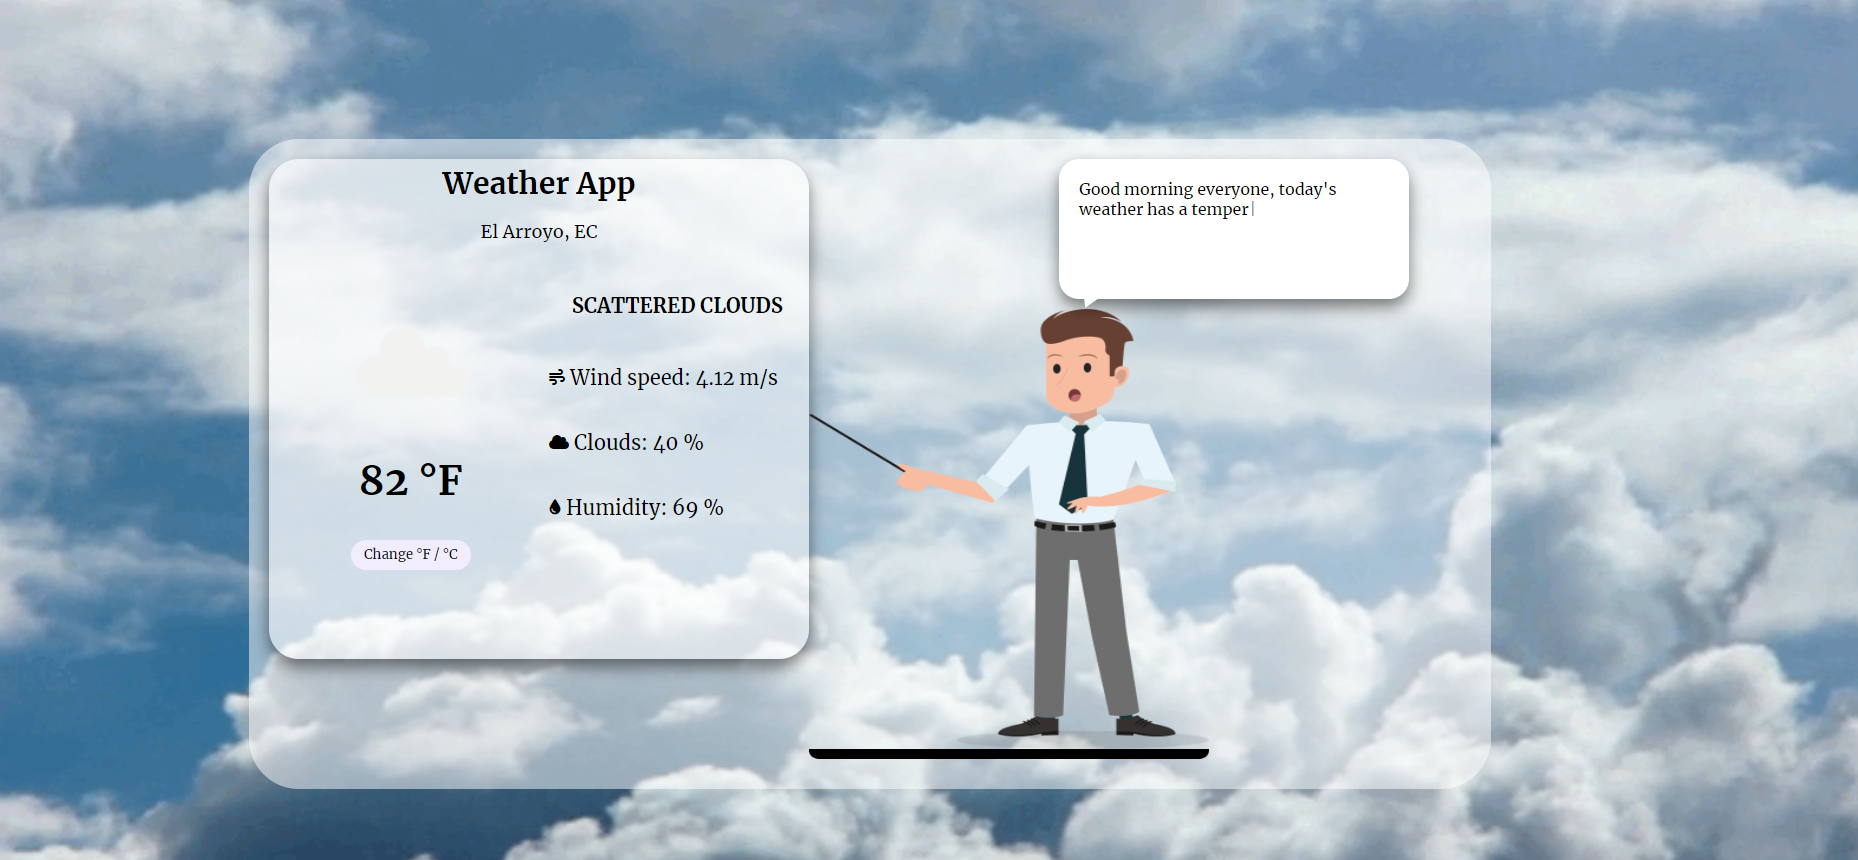 Weather App
El Arroyo, EC
SCATTERED CLOUDS
Wind speed: 4.12 m/s
Clouds: 40 %
Humidity: 69 %
82 °F
Change °F / °C
Good morning everyone, today's
weather has a temper|